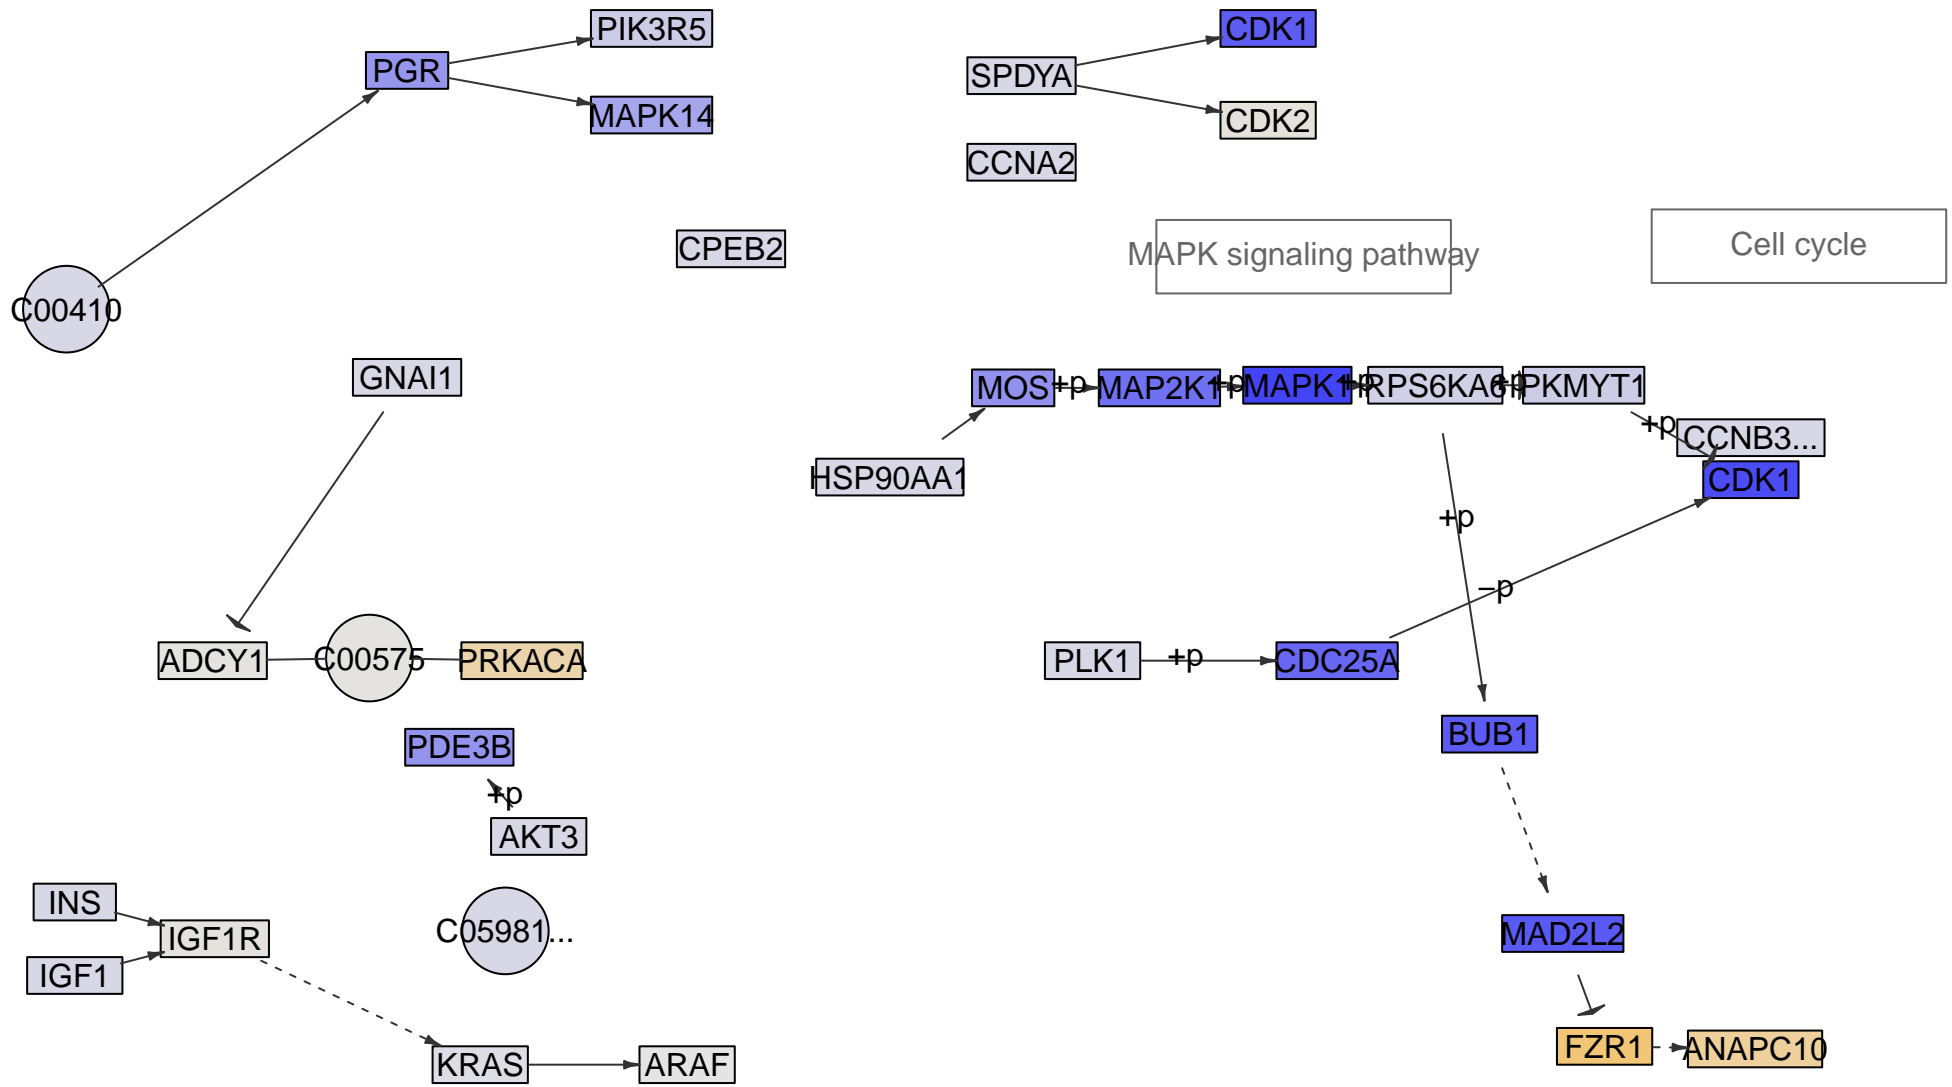 PIK3R5
CDK1
PGR
SPDYA
MAPK14
CDK2
CCNA2
CPEB2
MAPK signaling pathway
Cell cycle
C00410
GNAI1
MOS
+p
MAP2K1
+p
MAPK1
+p
RPS6KA6
+p
PKMYT1
+p
CCNB3...
HSP90AA1
CDK1
+p
−p
ADCY1
C00575
PRKACA
PLK1
+p
CDC25A
PDE3B
BUB1
+p
AKT3
INS
IGF1R
C05981...
MAD2L2
IGF1
KRAS
ARAF
FZR1
ANAPC10